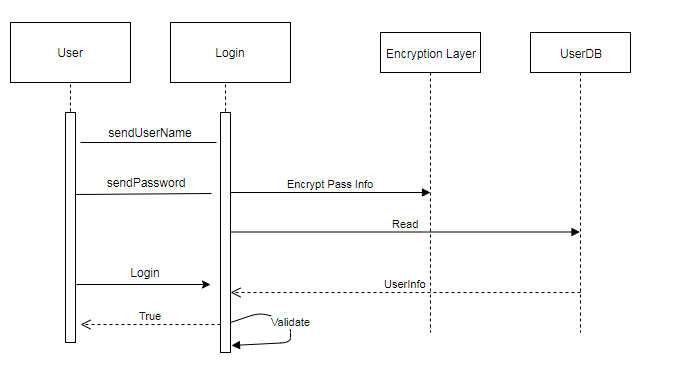 User
Login
Encryption Layer
UserDB
sendUserName
sendPassword
Encrypt Pass Info
Read
Login
UserInfo
True
Validate